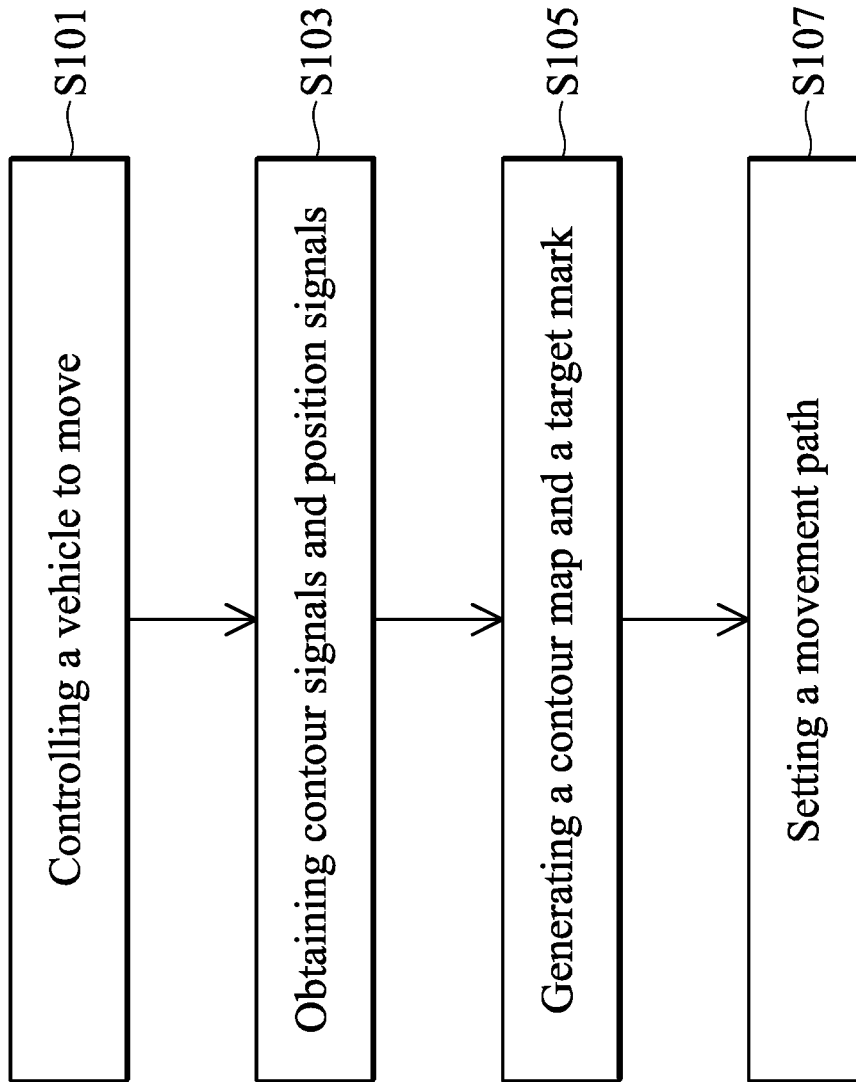 Controlling a vehicle to move
S101
Obtaining contour signals and position signals
S103
Generating a contour map and a target mark
S105
Setting a movement path
S107